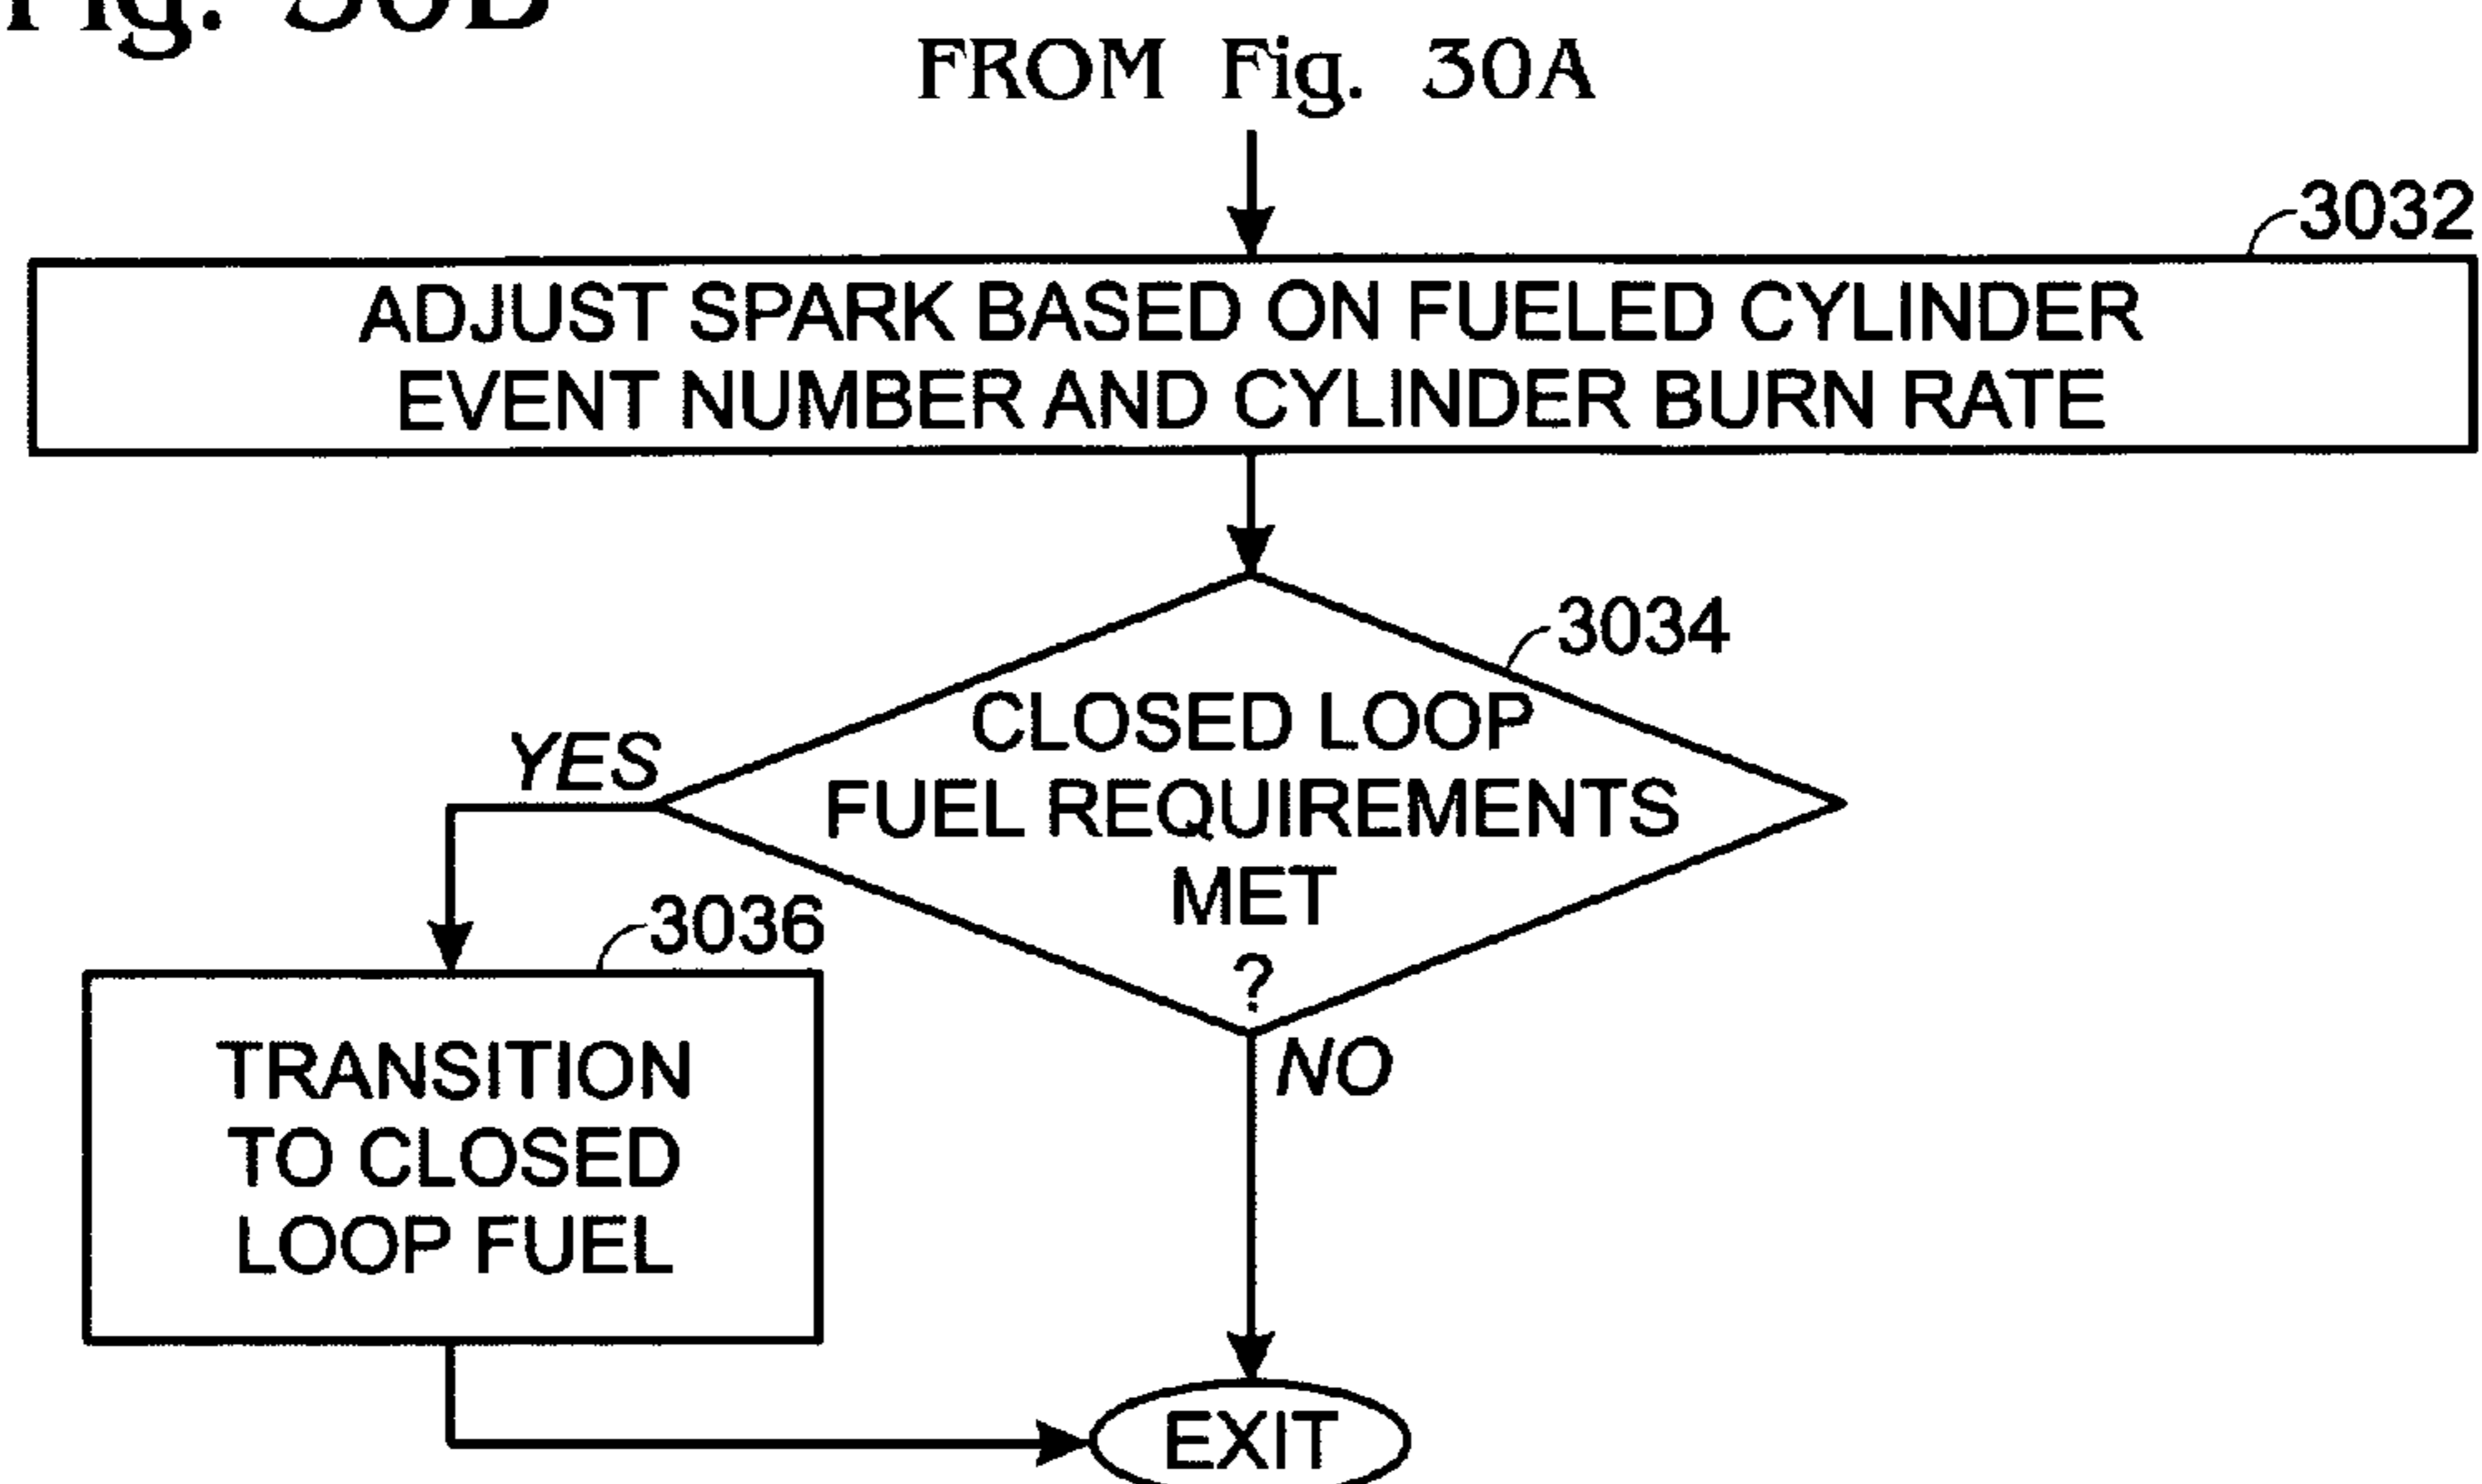 Fig. 30B
FROM Fig. 30A
3032
ADJUST SPARK BASED ON FUELED CYLINDER
EVENT NUMBER AND CYLINDER BURN RATE
3034
CLOSED LOOP
FUEL REQUIREMENTS
MET
?
YES
NO
3036
TRANSITION
TO CLOSED
LOOP FUEL
EXIT